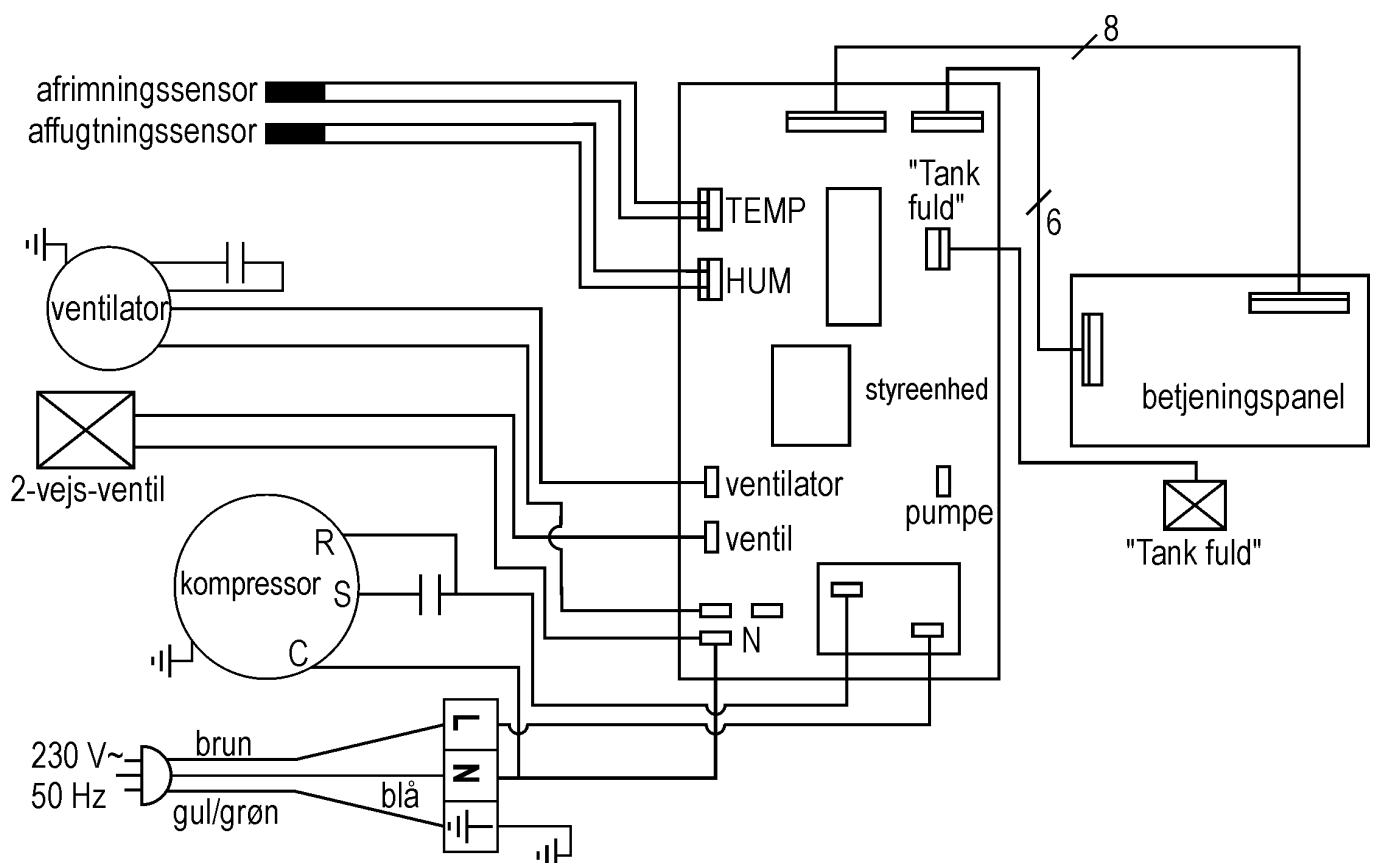 8
afrimningssensor
affugtningssensor
"Tank
fuld"
TEMP
6
HUM
ventilator
styreenhed
betjeningspanel
2-vejs-ventil
ventilator
pumpe
ventil
"Tank fuld"
R
kompressor
S
N
C
L
brun
230 V~
N
50 Hz
blå
gul/grøn